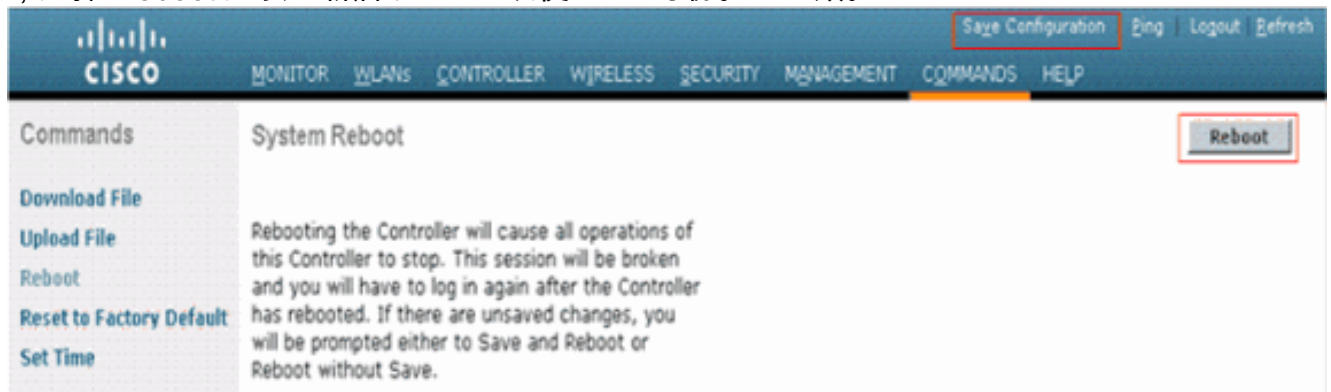 Save Configuration Ping Logout Refresh
CISCO
MONITOR WLANs CONTROLLER WIRELESS SECURITY MANAGEMENT COMMANDS HELP
Commands
Download File
Upload File
Reboot
Reset to Factory Default
Set Time
System Reboot
Reboot
Rebooting the Controller will cause all operations of
this Controller to stop. This session will be broken
and you will have to log in again after the Controller
has rebooted. If there are unsaved changes, you
will be prompted either to Save and Reboot or
Reboot without Save.